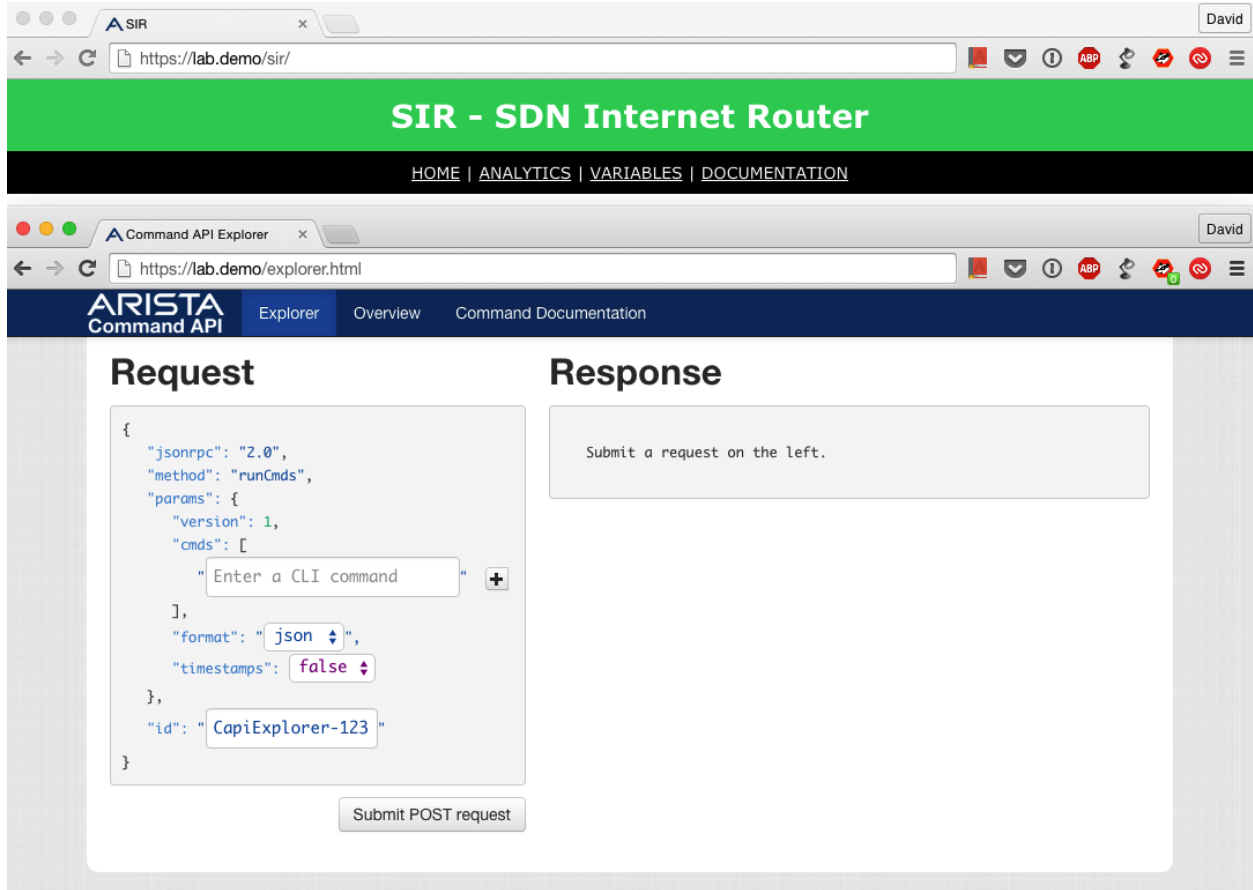 SIR
David
https://lab.demo/sir/
ABP
SIR - SDN Internet Router
HOME | ANALYTICS | VARIABLES | DOCUMENTATION
Command API Explorer
David
https://lab.demo/explorer.html
ABP
0
ARISTA
Command API
Explorer Overview Command Documentation
Request
{
"jsonrpc": "2.0",
"method": "runCmds",
"params": {
"version": 1,
"cmds": [
"Enter a CLI command" +
],
"format": "json",
"timestamps": false
},
"id": "CapiExplorer-123"
}
Submit POST request
Response
Submit a request on the left.